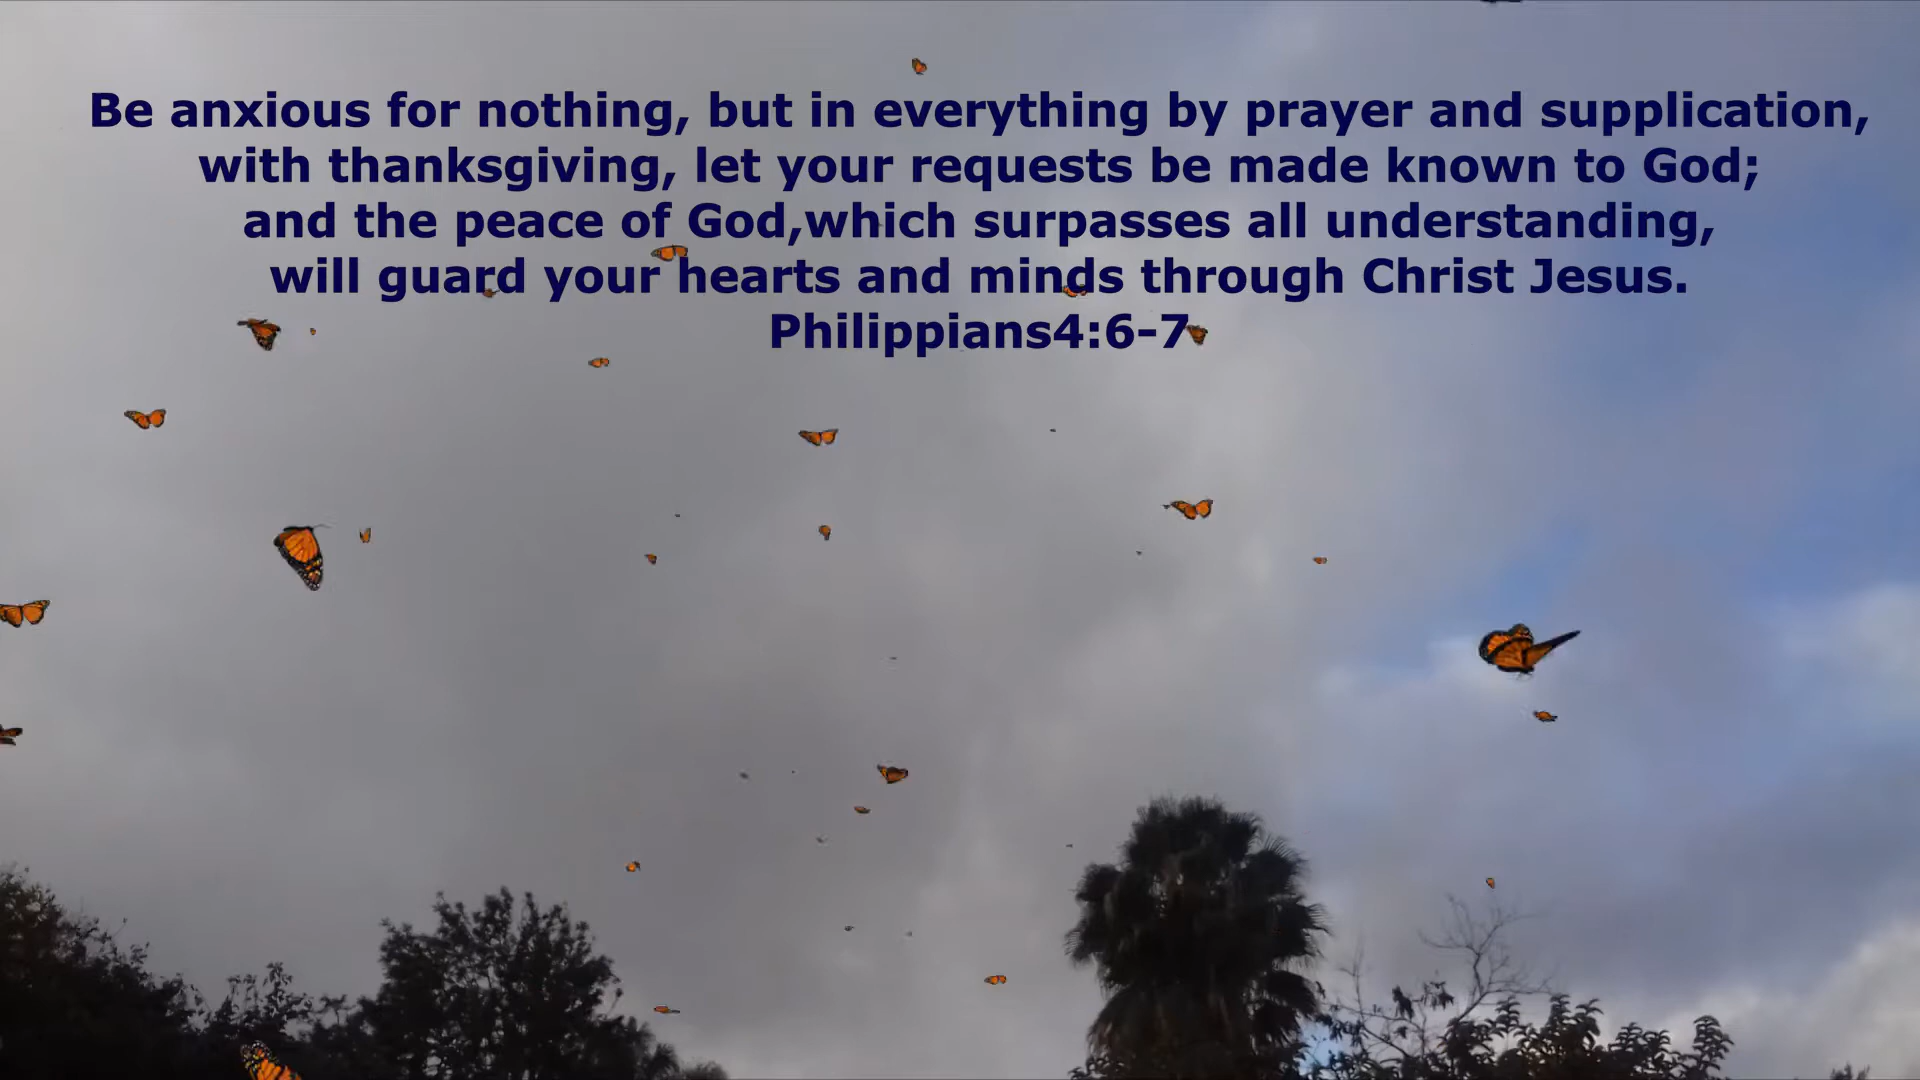 Be anxious for nothing, but in everything by prayer and supplication,
with thanksgiving, let your requests be made known to God;
and the peace of God,which surpasses all understanding,
will guard your hearts and minds through Christ Jesus.
Philippians4:6-7